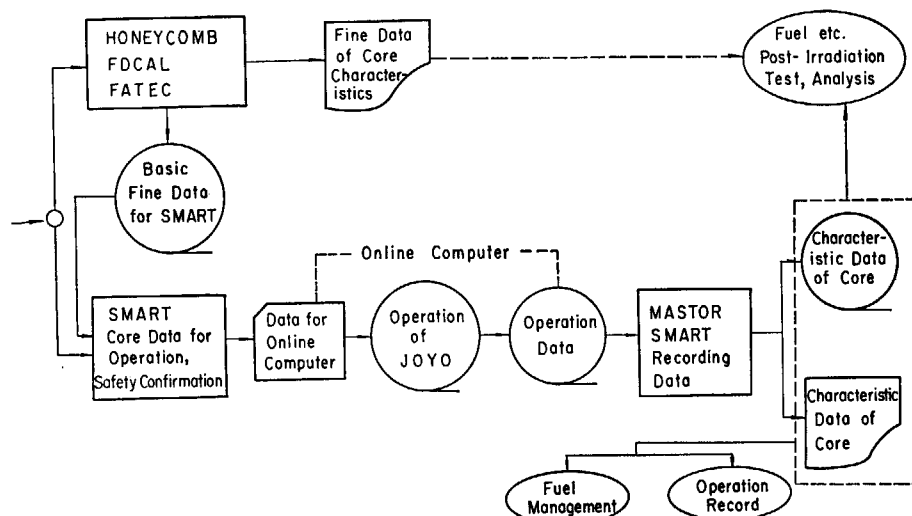 HONEYCOMB
FDCAL
FATEC
Fine Data
of Core
Character-
istics
Fuel etc.
Post-Irradiation
Test, Analysis
Basic
Fine Data
for SMART
Online Computer
SMART
Core Data for
Operation,
Safety Confirmation
Data for
Online
Computer
Operation
of
JOYO
Operation
Data
MASTOR
SMART
Recording
Data
Character-
istic Data
of Core
Characteristic
Data of
Core
Fuel
Management
Operation
Record